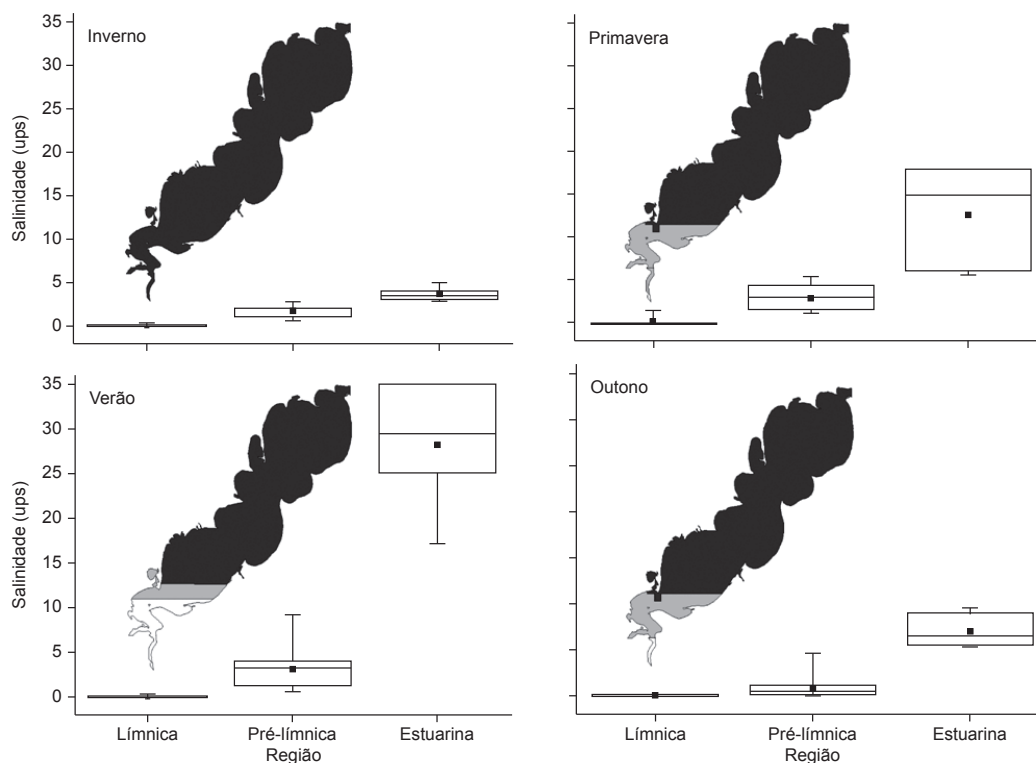 Inverno
Primavera
35
30
25
20
15
10
5
0
Salinidade (ups)
Verão
Outono
35
30
25
20
15
10
5
0
Salinidade (ups)
Límnica Pré-límnica Estuarina
Região
Límnica Pré-límnica Estuarina
Região